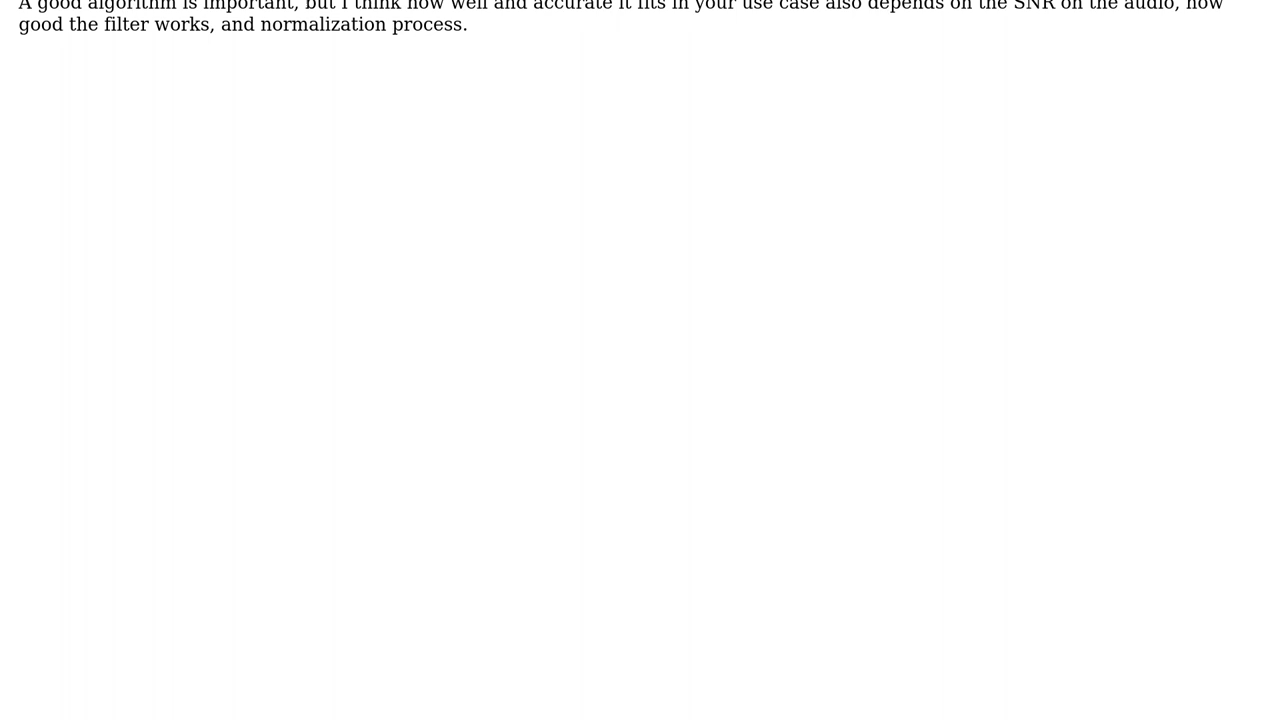 A good algorithm is important, but I think how well and accurate it fits in your use case also depends on the SNR on the audio, how
good the filter works, and normalization process.